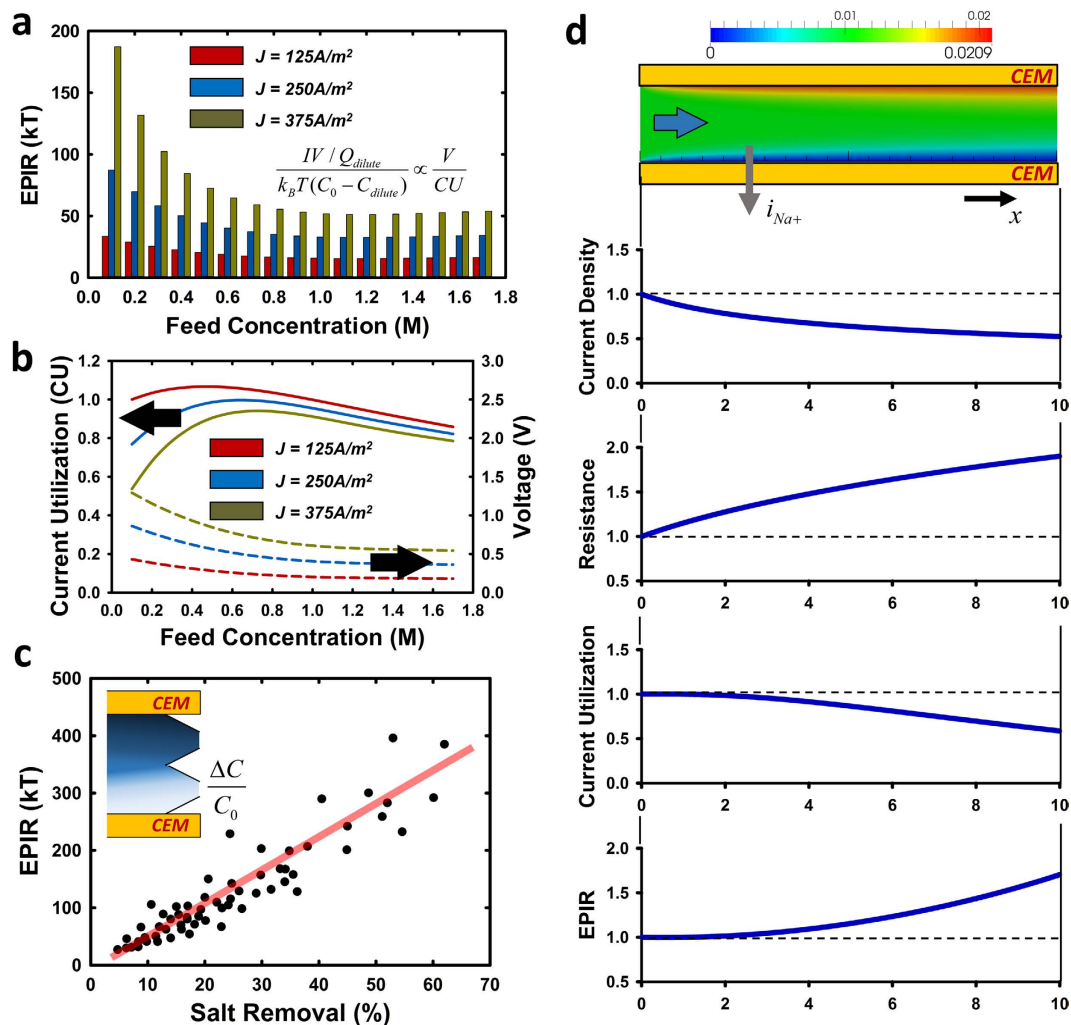 a
200
150
100
50
0
EPIR (kT)
J = 125A/m²
J = 250A/m²
J = 375A/m²
IV / Q_dilute
k_BT(C_0 − C_dilute)
∝
V
CU
0.0 0.2 0.4 0.6 0.8 1.0 1.2 1.4 1.6 1.8
Feed Concentration (M)
b
1.2
1.0
0.8
0.6
0.4
0.2
0.0
Current Utilization (CU)
J = 125A/m²
J = 250A/m²
J = 375A/m²
3.0
2.5
2.0
1.5
1.0
0.5
0.0
Voltage (V)
0.0 0.2 0.4 0.6 0.8 1.0 1.2 1.4 1.6 1.8
Feed Concentration (M)
c
500
400
300
200
100
0
EPIR (kT)
CEM
ΔC
C_0
CEM
0 10 20 30 40 50 60 70
Salt Removal (%)
d
0.01 0.02
0 0.0209
CEM
CEM
i_Na+
x
Current Density
1.5
1.0
0.5
0.0
0 2 4 6 8 10
Resistance
2.0
1.5
1.0
0.5
0 2 4 6 8 10
Current Utilization
1.5
1.0
0.5
0.0
0 2 4 6 8 10
EPIR
2.0
1.5
1.0
0.5
0 2 4 6 8 10